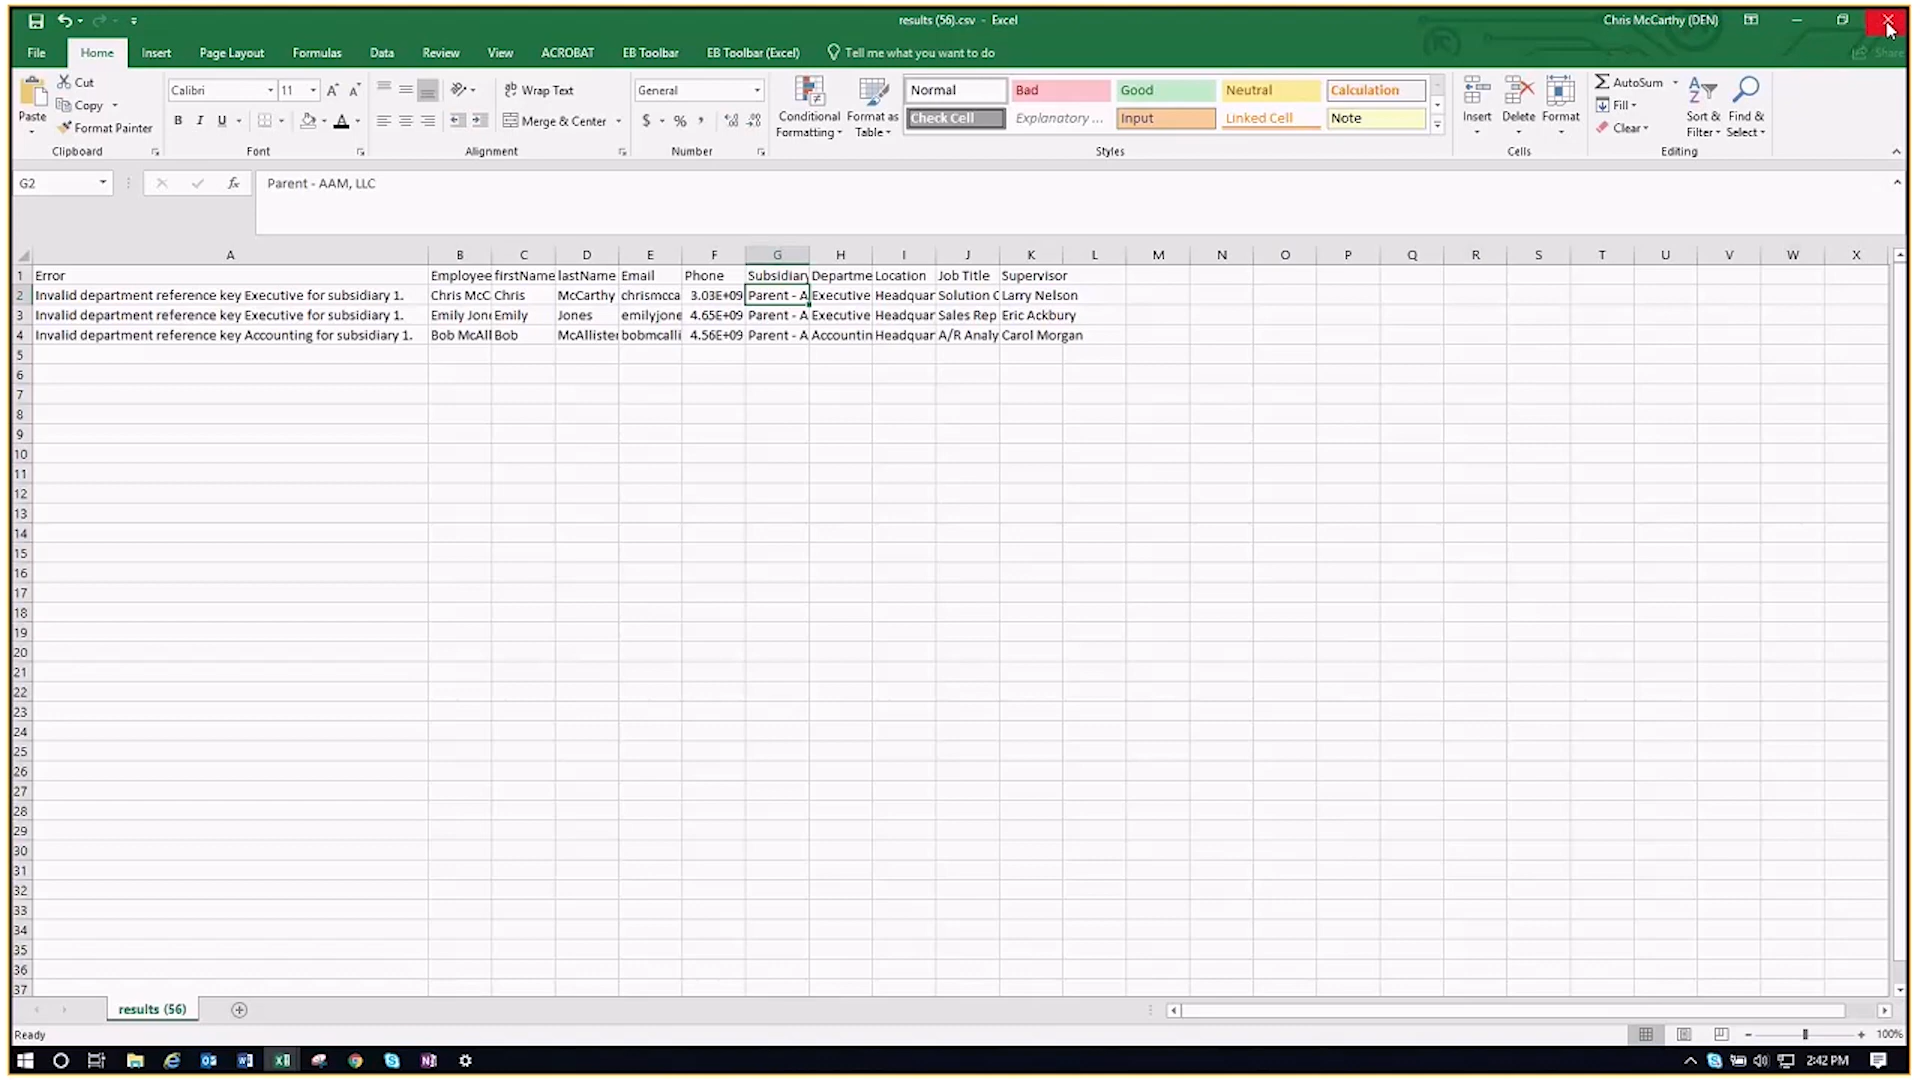 results (56).csv - Excel
Chris McCarthy (DEN)
File Home Insert Page Layout Formulas Data Review View ACROBAT EB Toolbar EB Toolbar (Excel) Tell me what you want to do Share
Paste Cut Copy Format Painter Clipboard
Calibri 11 B I U Font
Wrap Text Merge & Center Alignment
General $ % , Number
Conditional Formatting Format as Table
Normal Bad Good Neutral Calculation
Check Cell Explanatory ... Input Linked Cell Note
Styles
Insert Delete Format Cells
AutoSum Fill Clear Sort & Filter Find & Select Editing
G2 fx Parent - AAM, LLC
A B C D E F G H I J K L M N O P Q R S T U V W X
1 Error Employee firstName lastName Email Phone Subsidiary Departme Location Job Title Supervisor
2 Invalid department reference key Executive for subsidiary 1. Chris McC Chris McCarthy chrismcca 3.03E+09 Parent - A Executive Headquar Solution C Larry Nelson
3 Invalid department reference key Executive for subsidiary 1. Emily Jone Emily Jones emilyjone 4.65E+09 Parent - A Executive Headquar Sales Rep Eric Ackbury
4 Invalid department reference key Accounting for subsidiary 1. Bob McAll Bob McAllister bobmcalli 4.56E+09 Parent - A Accountin Headquar A/R Analy Carol Morgan
5
6
7
8
9
10
11
12
13
14
15
16
17
18
19
20
21
22
23
24
25
26
27
28
29
30
31
32
33
34
35
36
37
results (56)
Ready 100%
2:42 PM